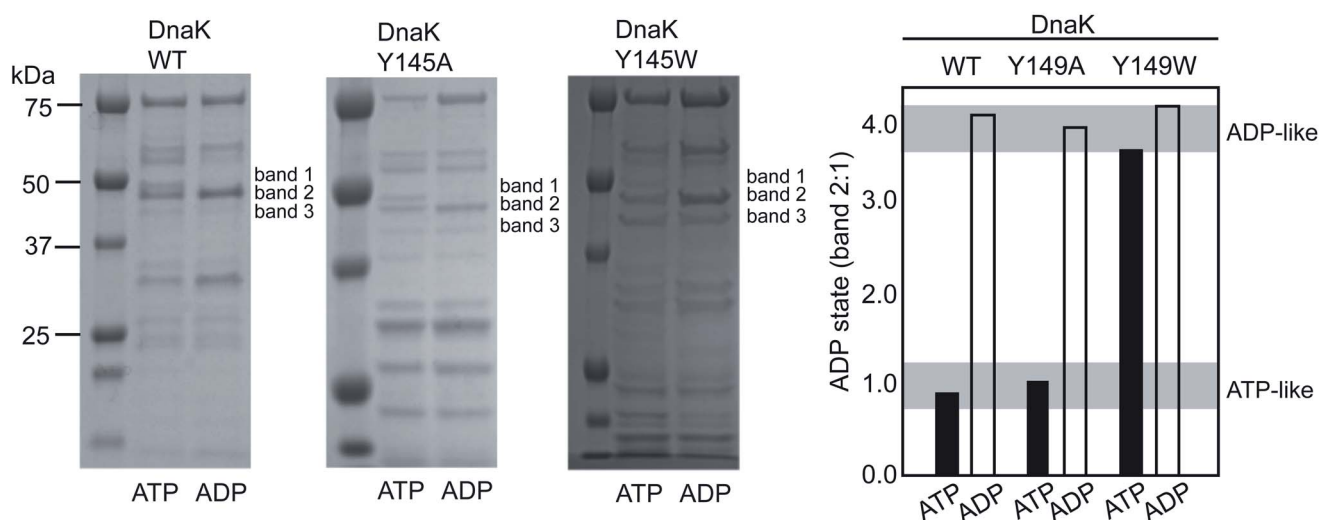 DnaK
WT
kDa
75
50
37
25
band 1
band 2
band 3
ATP ADP
DnaK
Y145A
band 1
band 2
band 3
ATP ADP
DnaK
Y145W
band 1
band 2
band 3
ATP ADP
DnaK
WT Y149A Y149W
ADP state (band 2:1)
4.0
3.0
2.0
1.0
0.0
ADP-like
ATP-like
ATP ADP ATP ADP ATP ADP